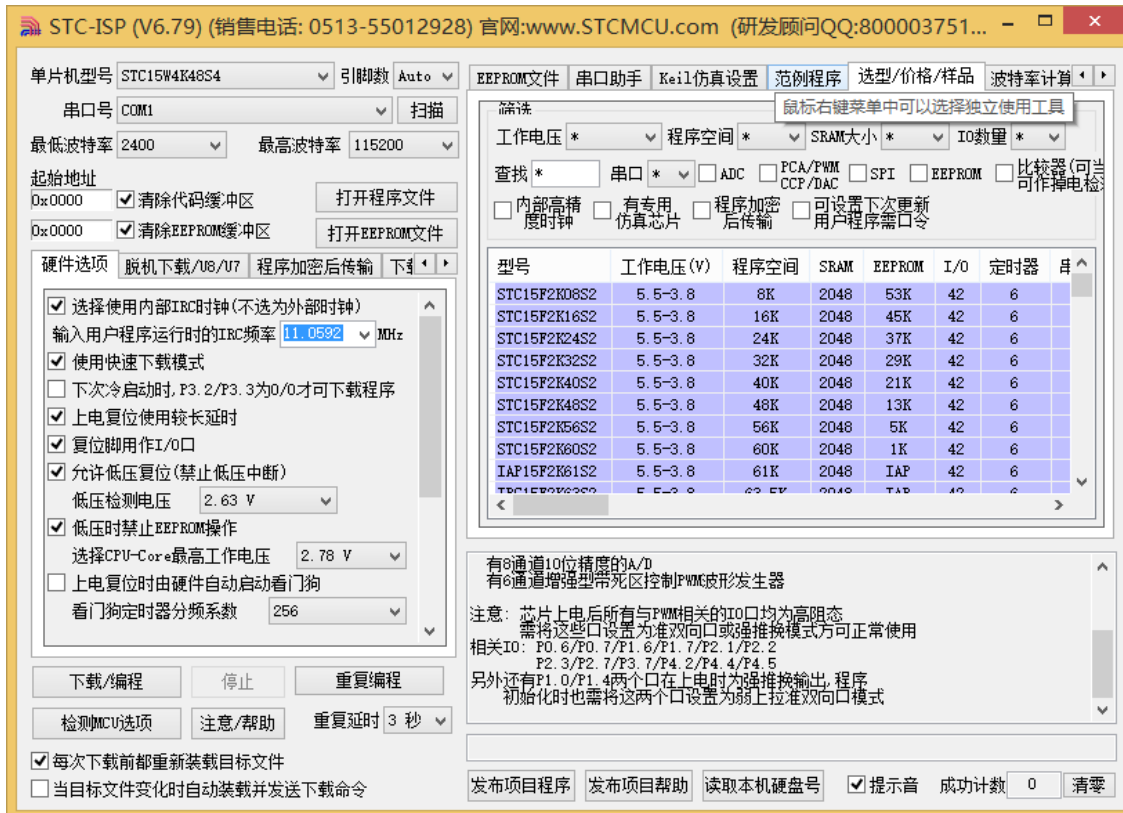 STC-ISP (V6.79) (销售电话: 0513-55012928) 官网:www.STCMCU.com (研发顾问QQ:800003751...
单片机型号 STC15W4K48S4 引脚数 Auto
串口号 COM1 扫描
最低波特率 2400 最高波特率 115200
起始地址
0x0000 清除代码缓冲区 打开程序文件
0x0000 清除EEPROM缓冲区 打开EEPROM文件
硬件选项 脱机下载/U8/U7 程序加密后传输
选择使用内部IRC时钟(不选为外部时钟)
输入用户程序运行时的IRC频率 11.0592 MHz
使用快速下载模式
下次冷启动时,P3.2/P3.3为0/0才可下载程序
上电复位使用较长延时
复位脚用作I/O口
允许低压复位(禁止低压中断)
低压检测电压 2.63 V
低压时禁止EEPROM操作
选择CPU-Core最高工作电压 2.78 V
上电复位时由硬件自动启动看门狗
看门狗定时器分频系数 256
下载/编程 停止 重复编程
检测MCU选项 注意/帮助 重复延时 3 秒
每次下载前都重新装载目标文件
当目标文件变化时自动装载并发送下载命令
EEPROM文件 串口助手 Keil仿真设置 范例程序 选型/价格/样品 波特率计算
鼠标右键菜单中可以选择独立使用工具
筛选
工作电压 * 程序空间 * SRAM大小 * IO数量 *
查找 * 串口 * ADC PCA/PWM CCP/DAC SPI EEPROM 比较器(可当
可作掉电检
内部高精度时钟 有专用仿真芯片 程序加密后传输 可设置下次更新用户程序需口令
型号 工作电压(V) 程序空间 SRAM EEPROM I/O 定时器 串
STC15F2K08S2 5.5-3.8 8K 2048 53K 42 6
STC15F2K16S2 5.5-3.8 16K 2048 45K 42 6
STC15F2K24S2 5.5-3.8 24K 2048 37K 42 6
STC15F2K32S2 5.5-3.8 32K 2048 29K 42 6
STC15F2K40S2 5.5-3.8 40K 2048 21K 42 6
STC15F2K48S2 5.5-3.8 48K 2048 13K 42 6
STC15F2K56S2 5.5-3.8 56K 2048 5K 42 6
STC15F2K60S2 5.5-3.8 60K 2048 1K 42 6
IAP15F2K61S2 5.5-3.8 61K 2048 IAP 42 6
有8通道10位精度的A/D
有6通道增强型带死区控制PWM波形发生器
注意: 芯片上电后所有与PWM相关的IO口均为高阻态
需将这些口设置为准双向口或强推挽模式方可正常使用
相关IO: P0.6/P0.7/P1.6/P1.7/P2.1/P2.2
P2.3/P2.7/P3.7/P4.2/P4.4/P4.5
另外还有P1.0/P1.4两个口在上电时为强推挽输出,程序
初始化时也需将这两个口设置为弱上拉准双向口模式
发布项目程序 发布项目帮助 读取本机硬盘号 提示音 成功计数 0 清零